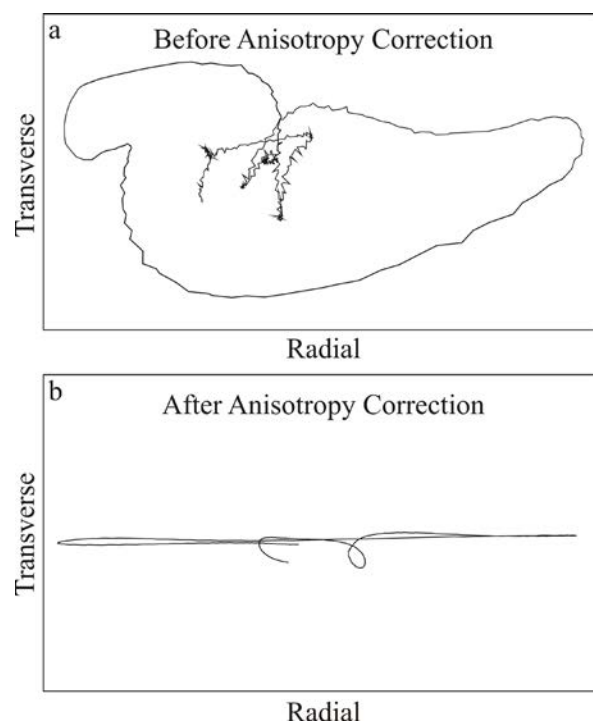 a
Before Anisotropy Correction
Transverse
Radial
b
After Anisotropy Correction
Transverse
Radial